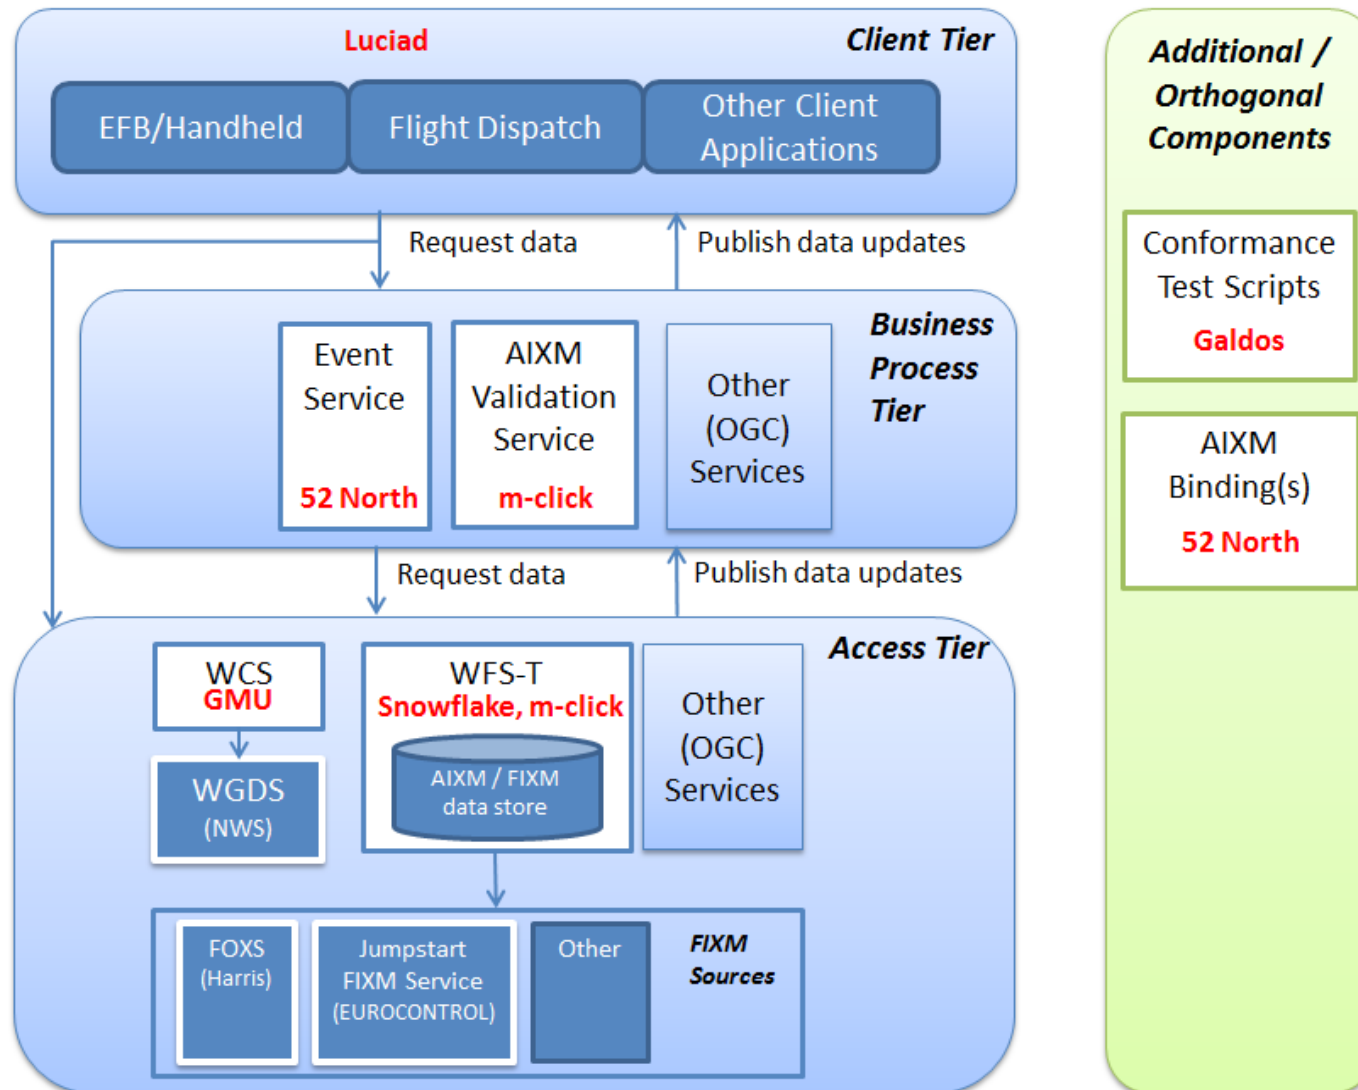 Luciad
Client Tier
EFB/Handheld
Flight Dispatch
Other Client
Applications
Request data
Publish data updates
Business
Process
Tier
Event
Service
52 North
AIXM
Validation
Service
m-click
Other
(OGC)
Services
Request data
Publish data updates
Access Tier
WCS
GMU
WGDS
(NWS)
WFS-T
Snowflake, m-click
AIXM / FIXM
data store
Other
(OGC)
Services
FOXS
(Harris)
Jumpstart
FIXM Service
(EUROCONTROL)
Other
FIXM
Sources
Additional /
Orthogonal
Components
Conformance
Test Scripts
Galdos
AIXM
Binding(s)
52 North